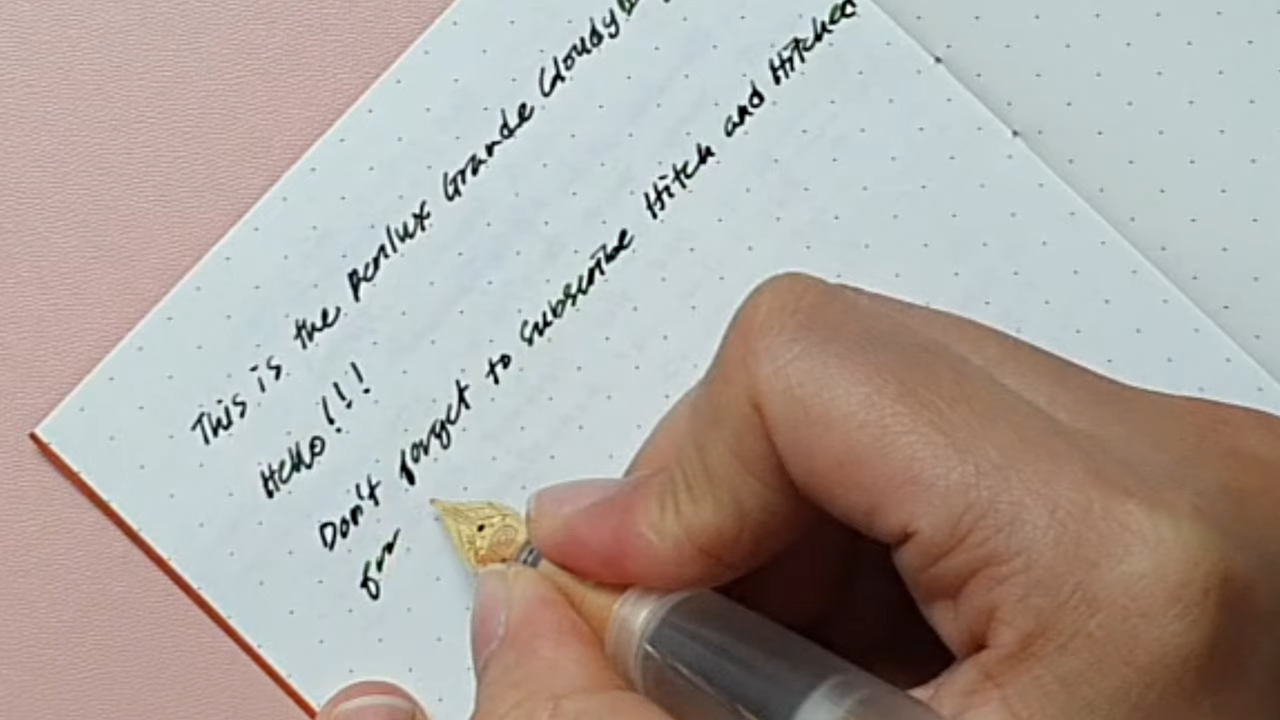 This is the Penlux Grande Cloudy
Hello!!!
Don't forget to subscribe Hitch and Hitched
for